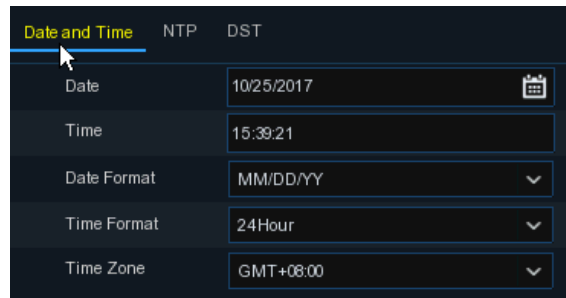 Date and Time NTP DST
Date 10/25/2017
Time 15:39:21
Date Format MM/DD/YY
Time Format 24Hour
Time Zone GMT+08:00